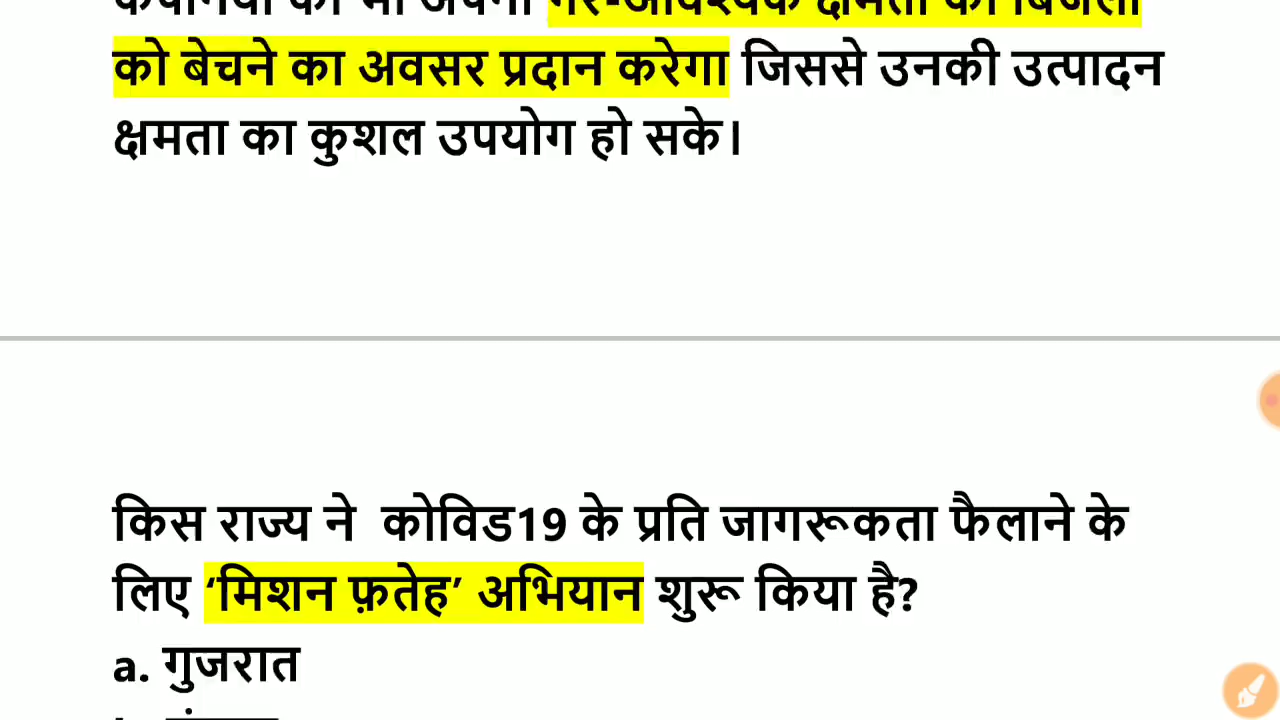 को बेचने का अवसर प्रदान करेगा जिससे उनकी उत्पादन
क्षमता का कुशल उपयोग हो सके।
किस राज्य ने कोविड19 के प्रति जागरूकता फैलाने के
लिए ‘मिशन फ़तेह’ अभियान शुरू किया है?
a. गुजरात